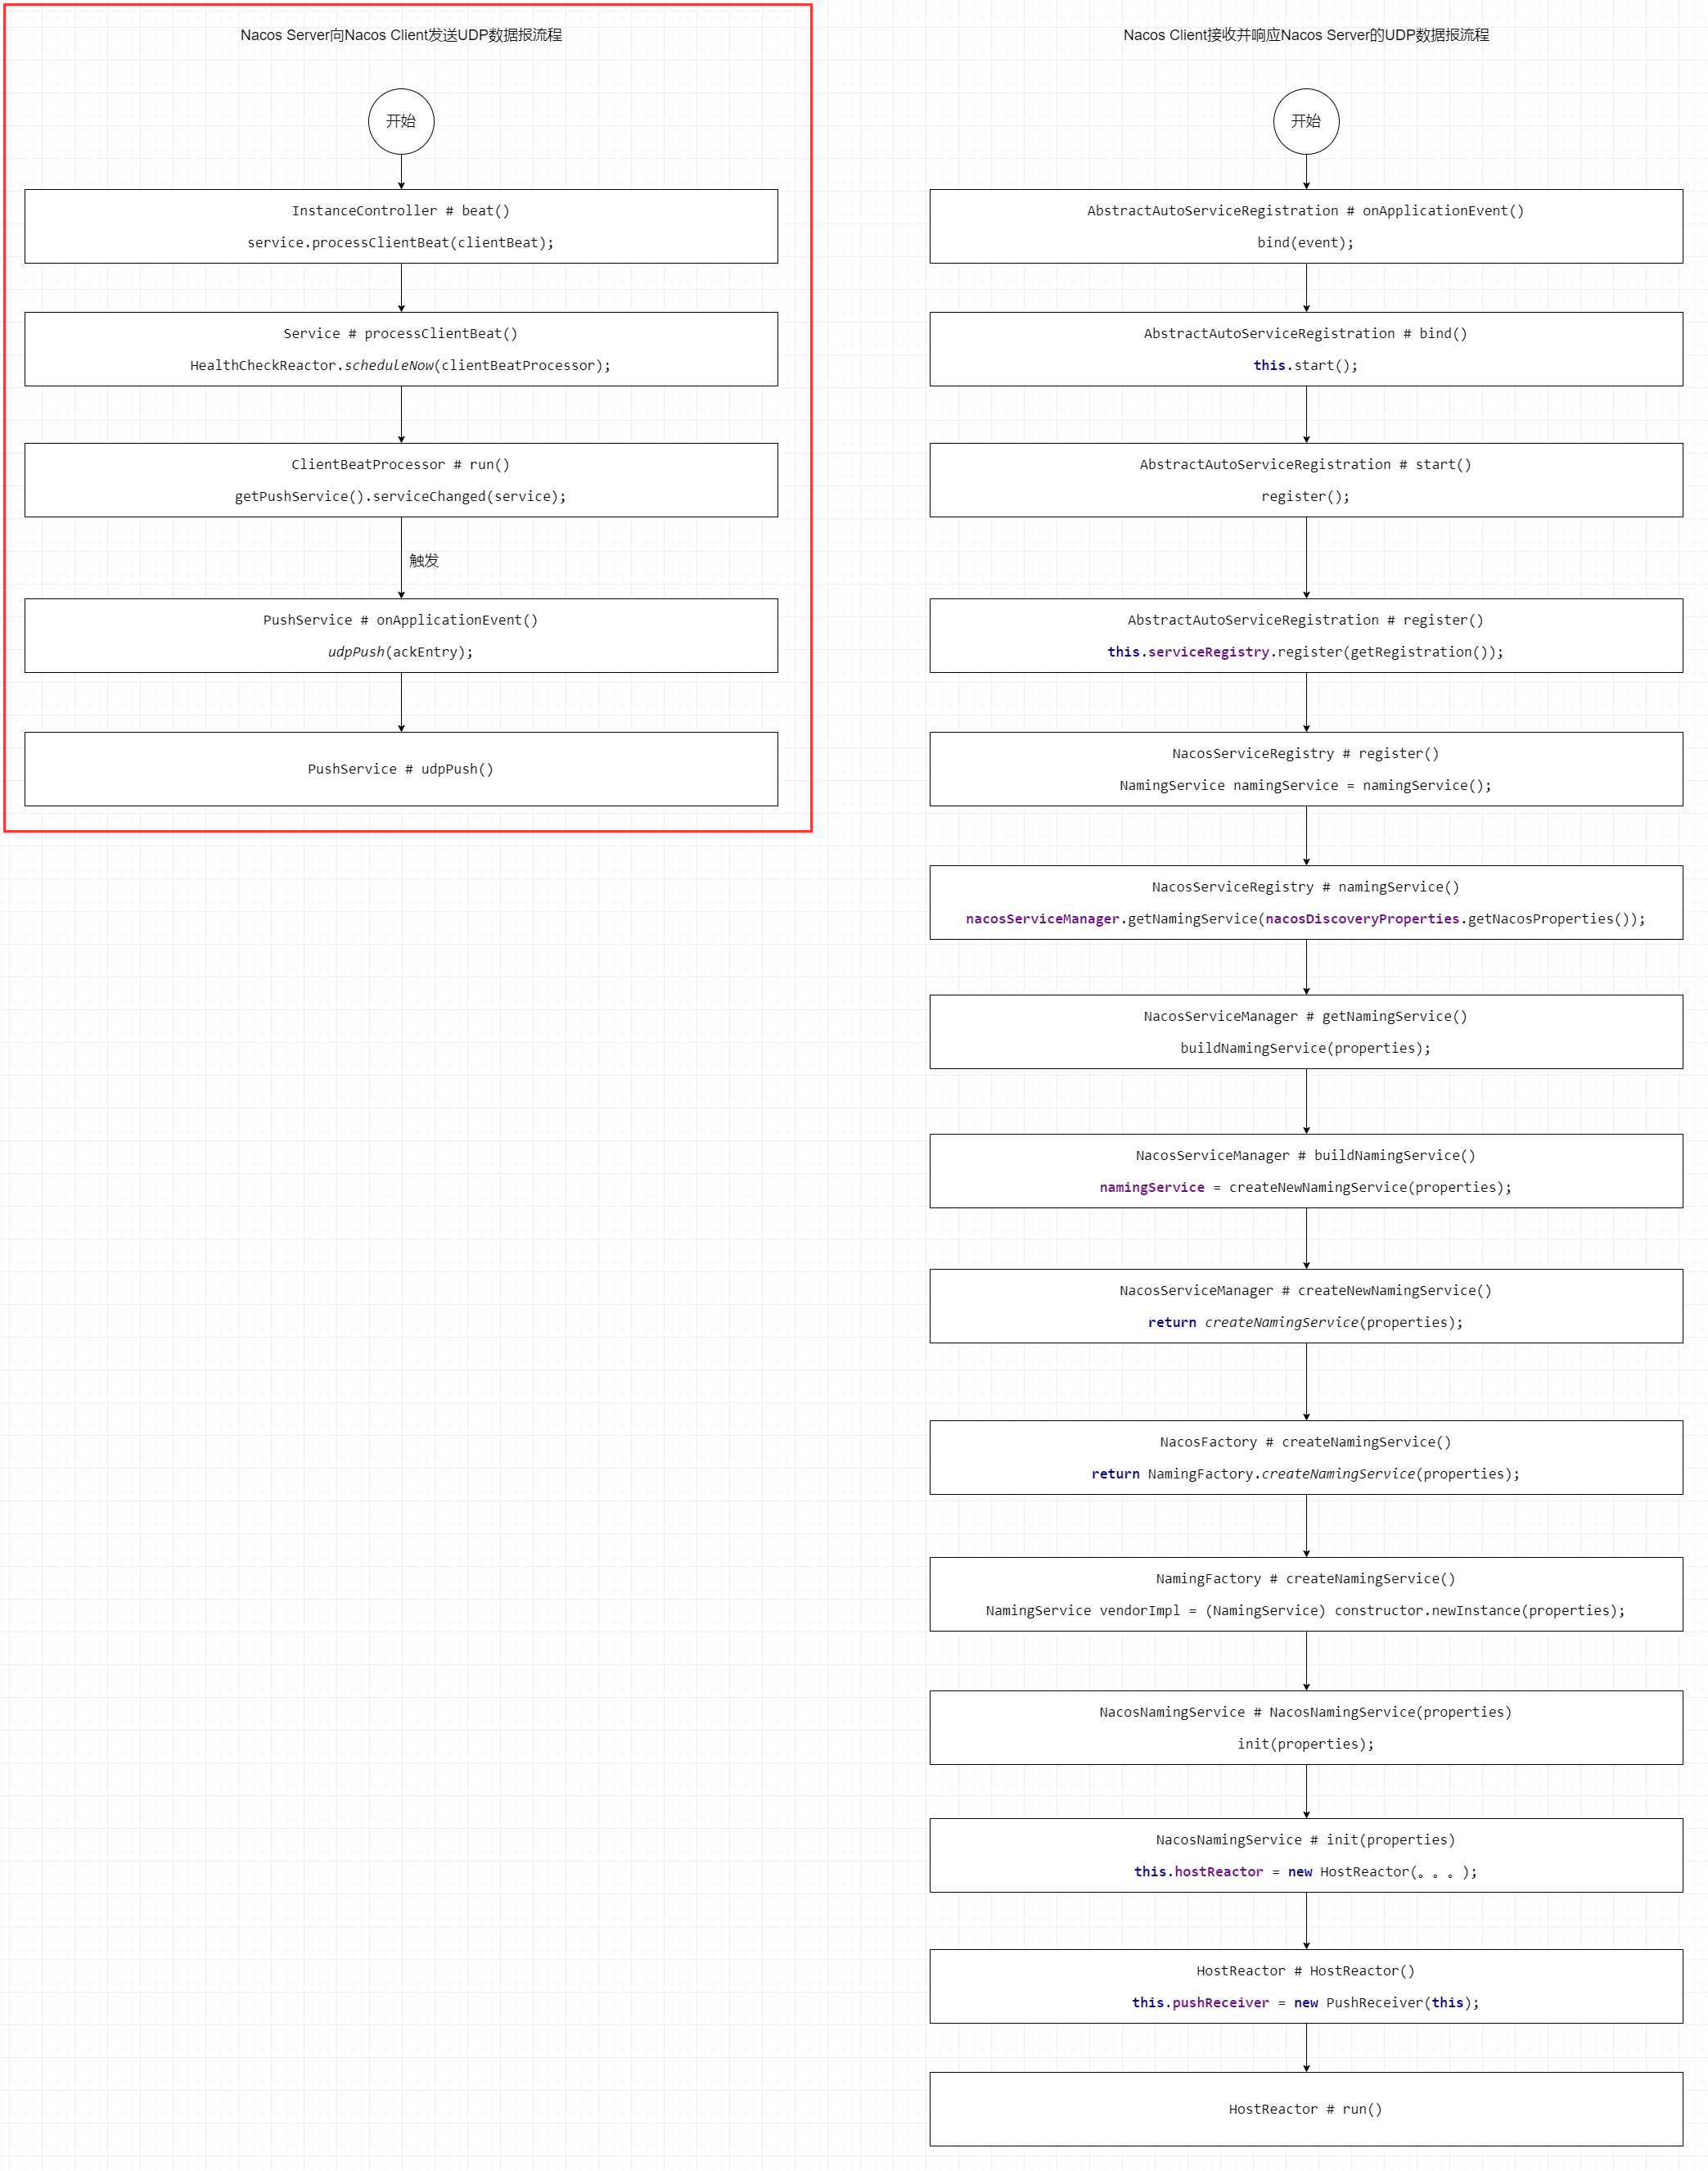 Nacos Server向Nacos Client发送UDP数据报流程
开始
InstanceController # beat()
service.processClientBeat(clientBeat);
Service # processClientBeat()
HealthCheckReactor.scheduleNow(clientBeatProcessor);
ClientBeatProcessor # run()
getPushService().serviceChanged(service);
触发
PushService # onApplicationEvent()
udpPush(ackEntry);
PushService # udpPush()
Nacos Client接收并响应Nacos Server的UDP数据报流程
开始
AbstractAutoServiceRegistration # onApplicationEvent()
bind(event);
AbstractAutoServiceRegistration # bind()
this.start();
AbstractAutoServiceRegistration # start()
register();
AbstractAutoServiceRegistration # register()
this.serviceRegistry.register(getRegistration());
NacosServiceRegistry # register()
NamingService namingService = namingService();
NacosServiceRegistry # namingService()
nacosServiceManager.getNamingService(nacosDiscoveryProperties.getNacosProperties());
NacosServiceManager # getNamingService()
buildNamingService(properties);
NacosServiceManager # buildNamingService()
namingService = createNewNamingService(properties);
NacosServiceManager # createNewNamingService()
return createNamingService(properties);
NacosFactory # createNamingService()
return NamingFactory.createNamingService(properties);
NamingFactory # createNamingService()
NamingService vendorImpl = (NamingService) constructor.newInstance(properties);
NacosNamingService # NacosNamingService(properties)
init(properties);
NacosNamingService # init(properties)
this.hostReactor = new HostReactor(。。。);
HostReactor # HostReactor()
this.pushReceiver = new PushReceiver(this);
HostReactor # run()